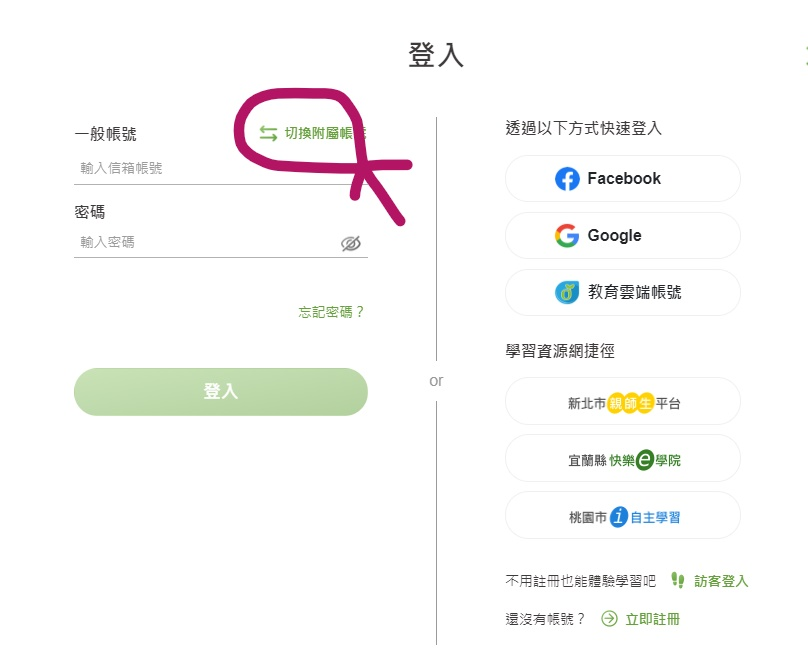 登入
一般帳號
切換附屬帳號
輸入信箱帳號
密碼
輸入密碼
忘記密碼？
登入
or
透過以下方式快速登入
Facebook
Google
教育雲端帳號
學習資源網捷徑
新北市親師生平台
宜蘭縣快樂e學院
桃園市i自主學習
不用註冊也能體驗學習吧 訪客登入
還沒有帳號？ 立即註冊